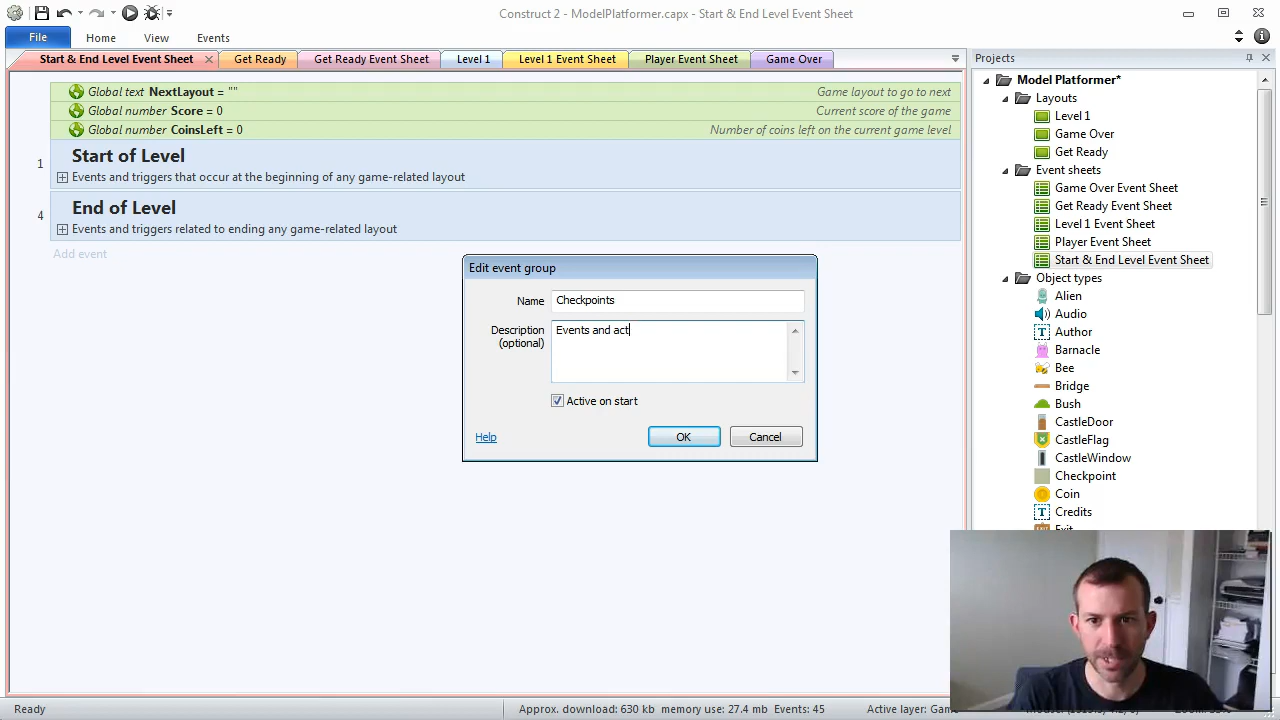 Construct 2 - ModelPlatformer.capx - Start & End Level Event Sheet
File
Home
View
Events
Start & End Level Event Sheet
Get Ready
Get Ready Event Sheet
Level 1
Level 1 Event Sheet
Player Event Sheet
Game Over
Projects
Global text NextLayout = ""
Game layout to go to next
Global number Score = 0
Current score of the game
Global number CoinsLeft = 0
Number of coins left on the current game level
1
Start of Level
Events and triggers that occur at the beginning of any game-related layout
4
End of Level
Events and triggers related to ending any game-related layout
Add event
Edit event group
Name
Checkpoints
Description
(optional)
Events and act
Active on start
Help
OK
Cancel
Model Platformer*
Layouts
Level 1
Game Over
Get Ready
Event sheets
Game Over Event Sheet
Get Ready Event Sheet
Level 1 Event Sheet
Player Event Sheet
Start & End Level Event Sheet
Object types
Alien
Audio
Author
Barnacle
Bee
Bridge
Bush
CastleDoor
CastleFlag
CastleWindow
Checkpoint
Coin
Credits
Exit
Ready
Approx. download: 630 kb
memory use: 27.4 mb
Events: 45
Active layer: